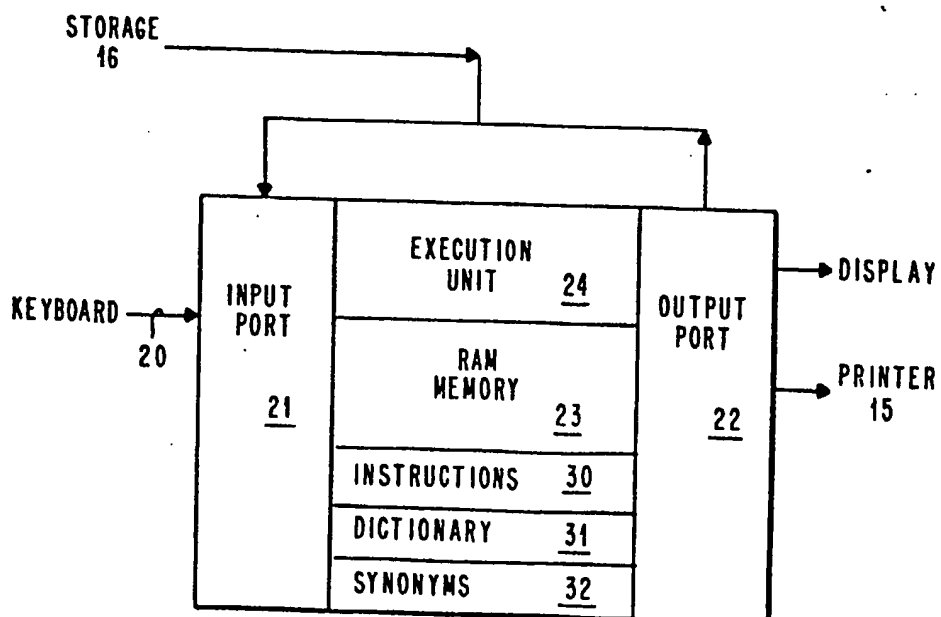 STORAGE
16
EXECUTION
UNIT 24
DISPLAY
KEYBOARD
20
INPUT
PORT
21
OUTPUT
PORT
22
RAM
MEMORY
23
PRINTER
15
INSTRUCTIONS 30
DICTIONARY 31
SYNONYMS 32